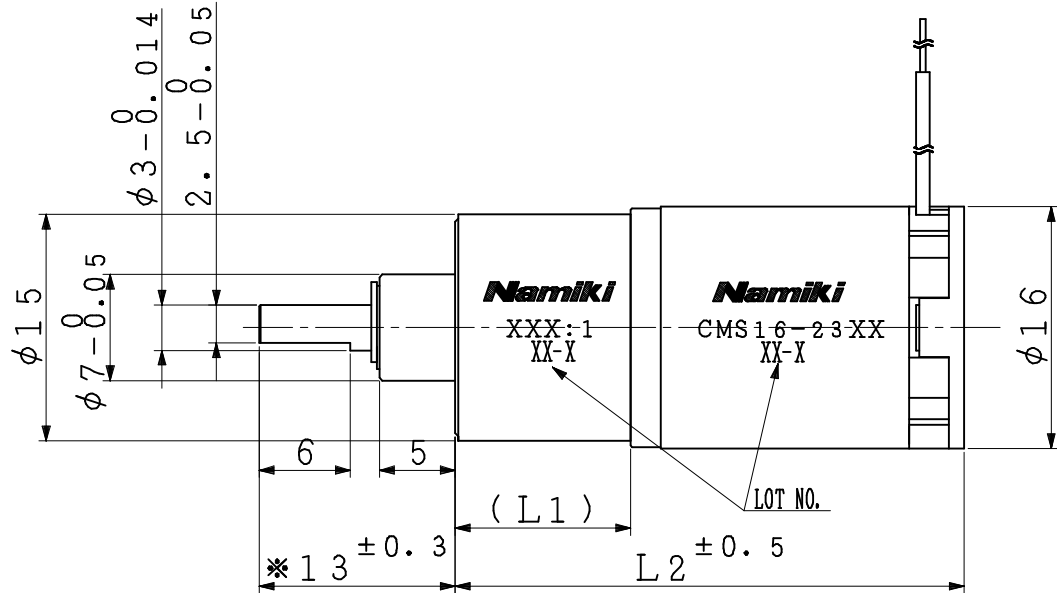 φ3-0.014
0
2.5-0.05
0
φ7-0.05
0
φ15
Namiki
XXX:1
XX-X
Namiki
CMS16-23XX
XX-X
φ16
6
5
LOT NO.
(L1)
※13±0.3
L2±0.5